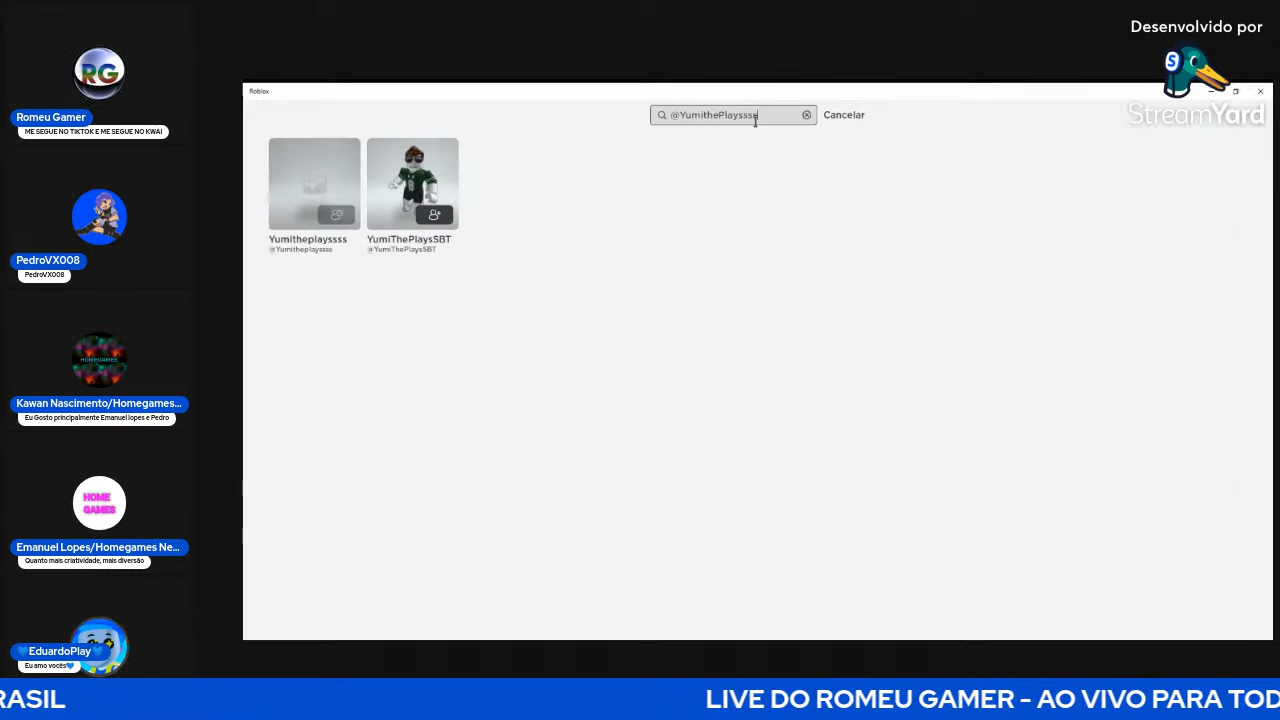 Desenvolvido por
S
StreamYard
RG
Romeu Gamer
ME SEGUE NO TIKTOK E ME SEGUE NO KWAI
PedroVX008
PedroVX008
HOMEGAMES
Kawan Nascimento/Homegames...
Eu Gosto principalmente Emanuel lopes e Pedro
HOME
GAMES
Emanuel Lopes/Homegames Ne...
Quanto mais criatividade, mais diversão
💙EduardoPlay💙
Eu amo vocês💙
Roblox
@YumithePlayssss
Cancelar
Yumitheplayssss
@Yumitheplayssss
YumiThePlaysSBT
@YumiThePlaysSBT
RASIL
LIVE DO ROMEU GAMER - AO VIVO PARA TOD